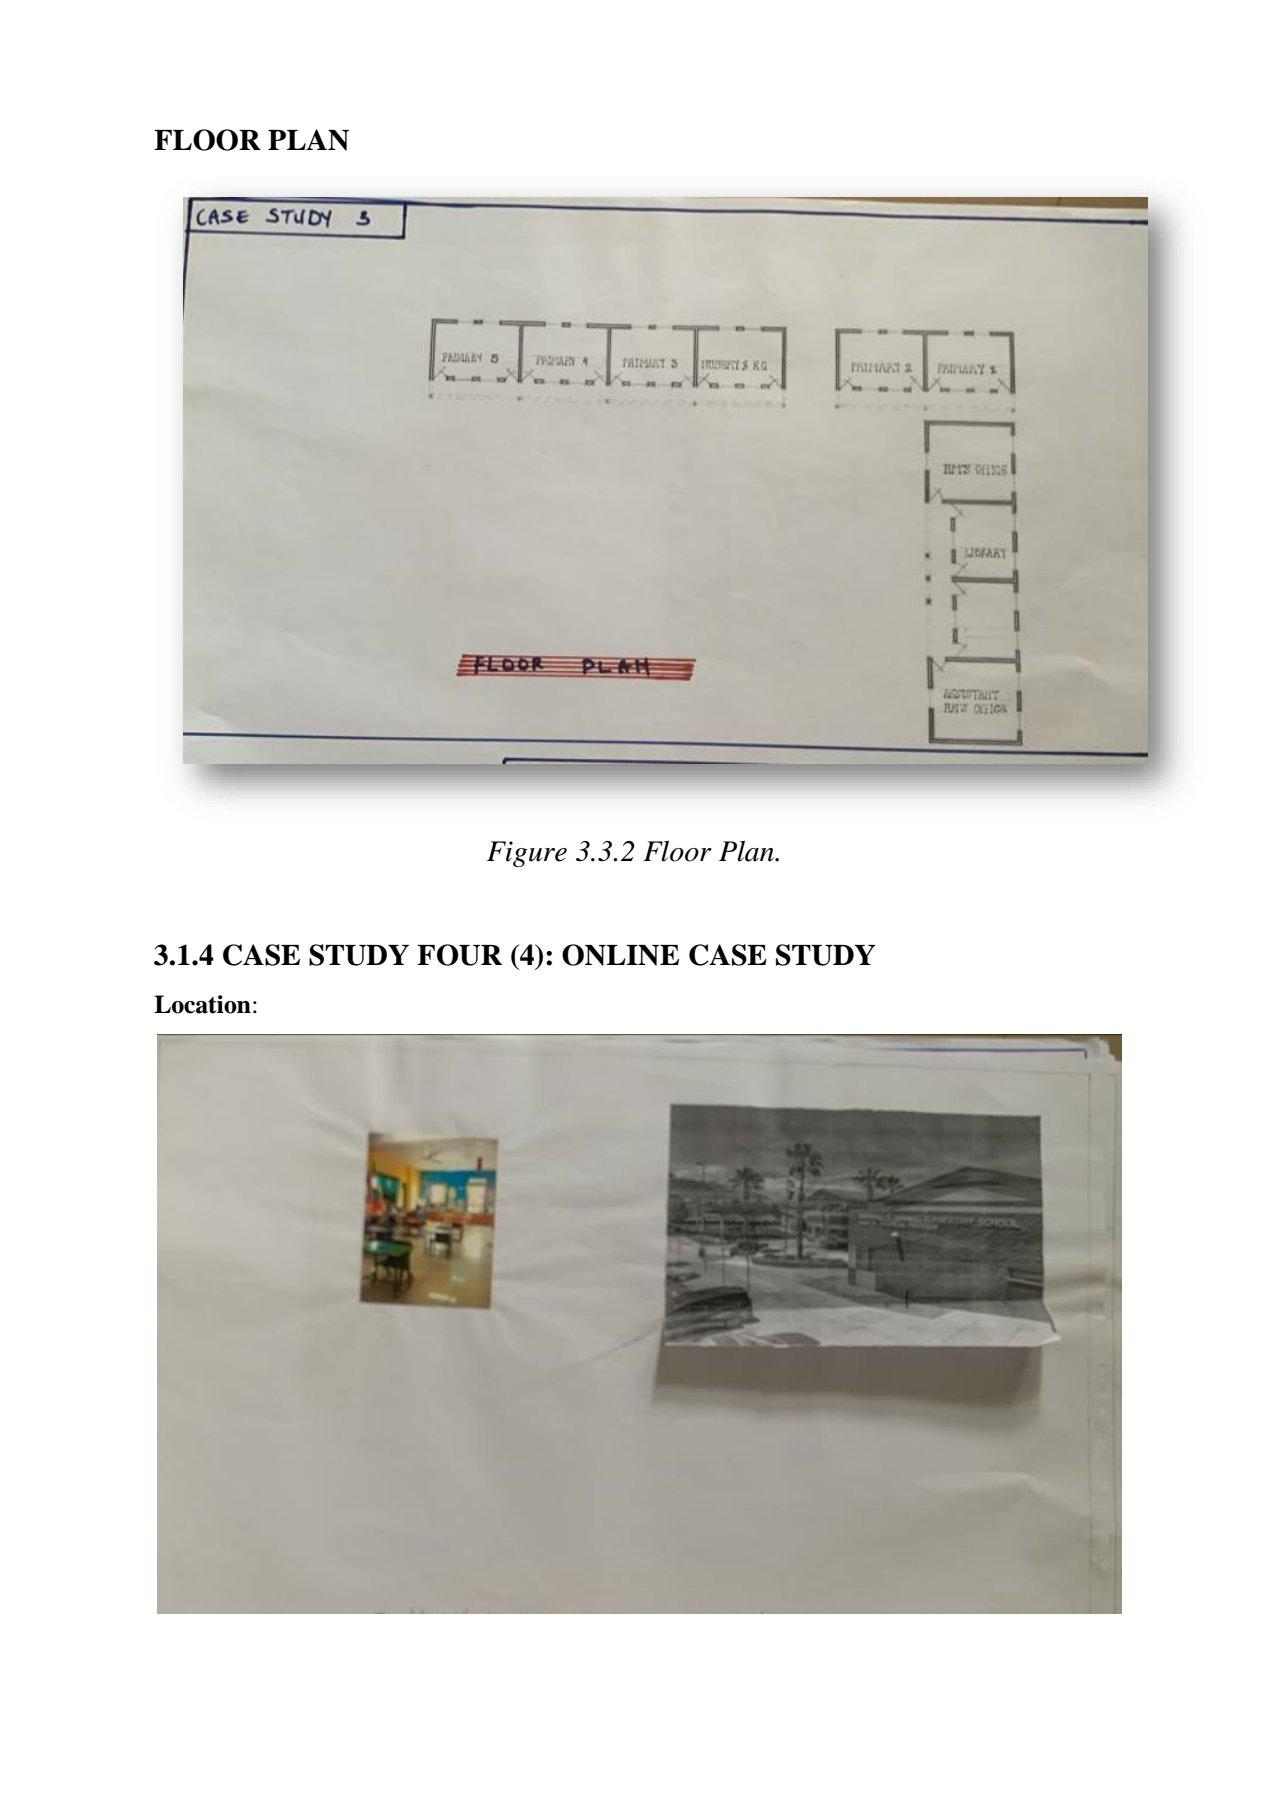 FLOOR PLAN
CASE STUDY 3
PRIMARY 5
PRIMARY 4
PRIMARY 3
NURSERY & KG
PRIMARY 2
PRIMARY 1
HM'S OFFICE
LIBRARY
ASSISTANT
HM'S OFFICE
FLOOR PLAN
Figure 3.3.2 Floor Plan.
3.1.4 CASE STUDY FOUR (4): ONLINE CASE STUDY
Location:
ELEMENTARY SCHOOL